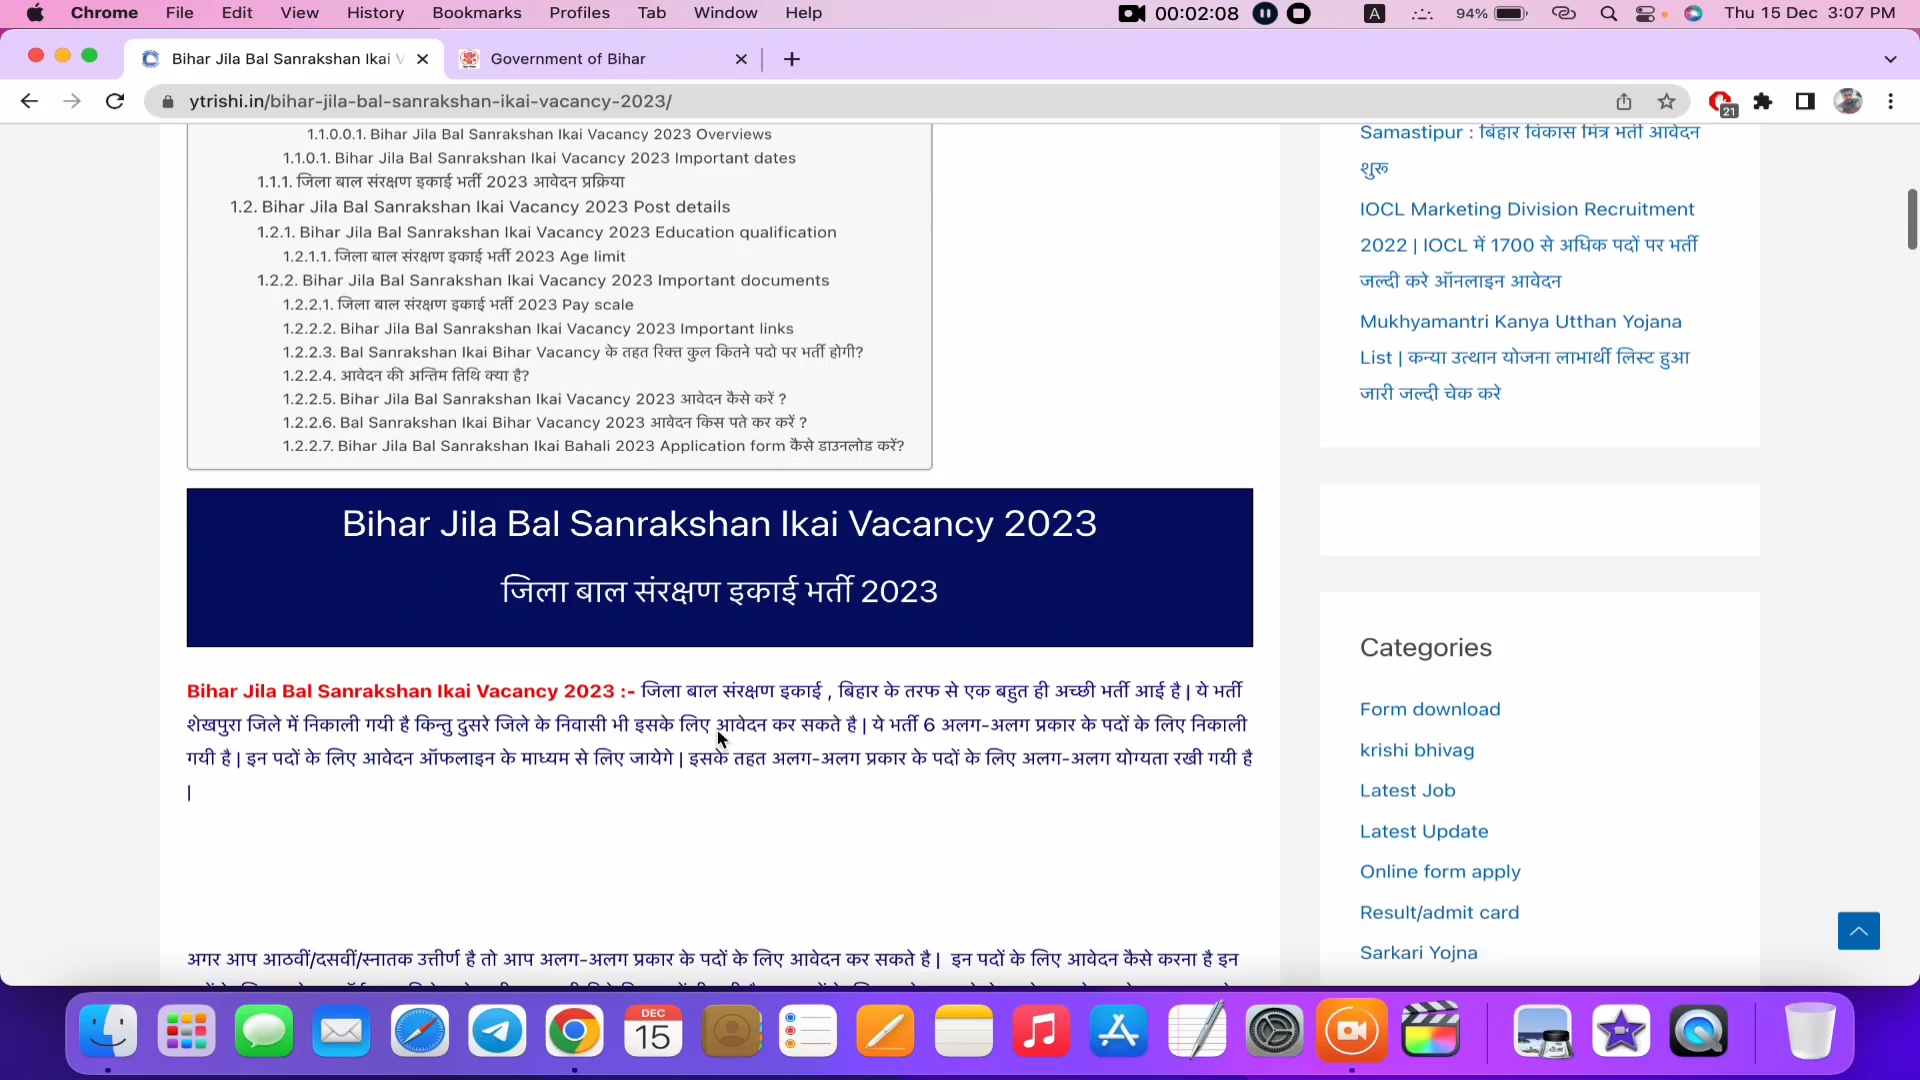 Chrome File Edit View History Bookmarks Profiles Tab Window Help 00:02:08 A 94% Thu 15 Dec 3:07 PM
Bihar Jila Bal Sanrakshan Ikai V
Government of Bihar
ytrishi.in/bihar-jila-bal-sanrakshan-ikai-vacancy-2023/
21
1.1.0.0.1. Bihar Jila Bal Sanrakshan Ikai Vacancy 2023 Overviews
1.1.0.1. Bihar Jila Bal Sanrakshan Ikai Vacancy 2023 Important dates
1.1.1. जिला बाल संरक्षण इकाई भर्ती 2023 आवेदन प्रक्रिया
1.2. Bihar Jila Bal Sanrakshan Ikai Vacancy 2023 Post details
1.2.1. Bihar Jila Bal Sanrakshan Ikai Vacancy 2023 Education qualification
1.2.1.1. जिला बाल संरक्षण इकाई भर्ती 2023 Age limit
1.2.2. Bihar Jila Bal Sanrakshan Ikai Vacancy 2023 Important documents
1.2.2.1. जिला बाल संरक्षण इकाई भर्ती 2023 Pay scale
1.2.2.2. Bihar Jila Bal Sanrakshan Ikai Vacancy 2023 Important links
1.2.2.3. Bal Sanrakshan Ikai Bihar Vacancy के तहत रिक्त कुल कितने पदो पर भर्ती होगी?
1.2.2.4. आवेदन की अन्तिम तिथि क्या है?
1.2.2.5. Bihar Jila Bal Sanrakshan Ikai Vacancy 2023 आवेदन कैसे करें ?
1.2.2.6. Bal Sanrakshan Ikai Bihar Vacancy 2023 आवेदन किस पते कर करें ?
1.2.2.7. Bihar Jila Bal Sanrakshan Ikai Bahali 2023 Application form कैसे डाउनलोड करें?
Bihar Jila Bal Sanrakshan Ikai Vacancy 2023
जिला बाल संरक्षण इकाई भर्ती 2023
Bihar Jila Bal Sanrakshan Ikai Vacancy 2023 :- जिला बाल संरक्षण इकाई , बिहार के तरफ से एक बहुत ही अच्छी भर्ती आई है | ये भर्ती
शेखपुरा जिले में निकाली गयी है किन्तु दुसरे जिले के निवासी भी इसके लिए आवेदन कर सकते है | ये भर्ती 6 अलग-अलग प्रकार के पदों के लिए निकाली
गयी है | इन पदों के लिए आवेदन ऑफलाइन के माध्यम से लिए जायेगे | इसके तहत अलग-अलग प्रकार के पदों के लिए अलग-अलग योग्यता रखी गयी है
|
अगर आप आठवीं/दसवीं/स्नातक उत्तीर्ण है तो आप अलग-अलग प्रकार के पदों के लिए आवेदन कर सकते है | इन पदों के लिए आवेदन कैसे करना है इन
Samastipur : बिहार विकास मित्र भर्ती आवेदन
शुरू
IOCL Marketing Division Recruitment
2022 | IOCL में 1700 से अधिक पदों पर भर्ती
जल्दी करे ऑनलाइन आवेदन
Mukhyamantri Kanya Utthan Yojana
List | कन्या उत्थान योजना लाभार्थी लिस्ट हुआ
जारी जल्दी चेक करे
Categories
Form download
krishi bhivag
Latest Job
Latest Update
Online form apply
Result/admit card
Sarkari Yojna
DEC
15